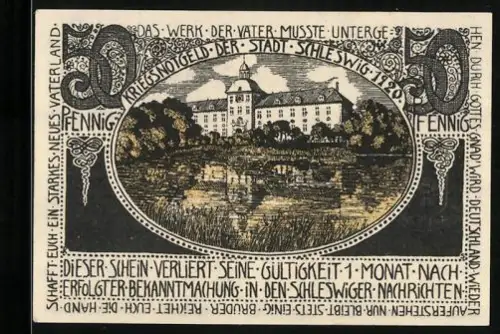 DAS · WERK · DER · VATER · MUSSTE · UNTERGE
HEN · DURCH · GOTTES · GNAD · WIRD · DEUTSCHLAND · WIEDER
AUFERSTEHEN · NUR · BLEIBT · STETS · EINIG · BRUDER · REICHET · EUCH · DIE · HAND
SCHAFFT · EUCH · EIN · STARKES · NEUES · VATERLAND ·
50
50
PFENNIG
PFENNIG
KRIEGSNOTGELD · DER · STADT · SCHLESWIG · 1920 ·
DIESER · SCHEIN · VERLIERT · SEINE · GÜLTIGKEIT · 1 · MONAT · NACH
ERFOLGTER · BEKANNTMACHUNG · IN · DEN · SCHLESWIGER · NACHRICHTEN ·